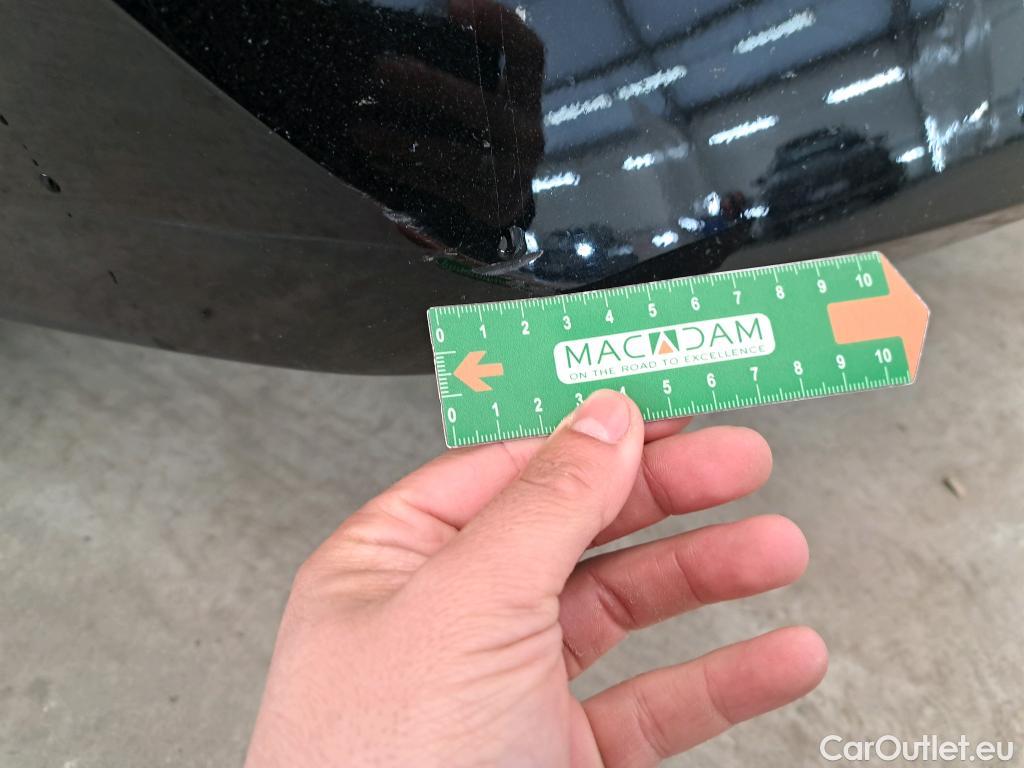 0 1 2 3 4 5 6 7 8 9 10
MACADAM
ON THE ROAD TO EXCELLENCE
0 1 2 3 4 5 6 7 8 9 10
CarOutlet.eu